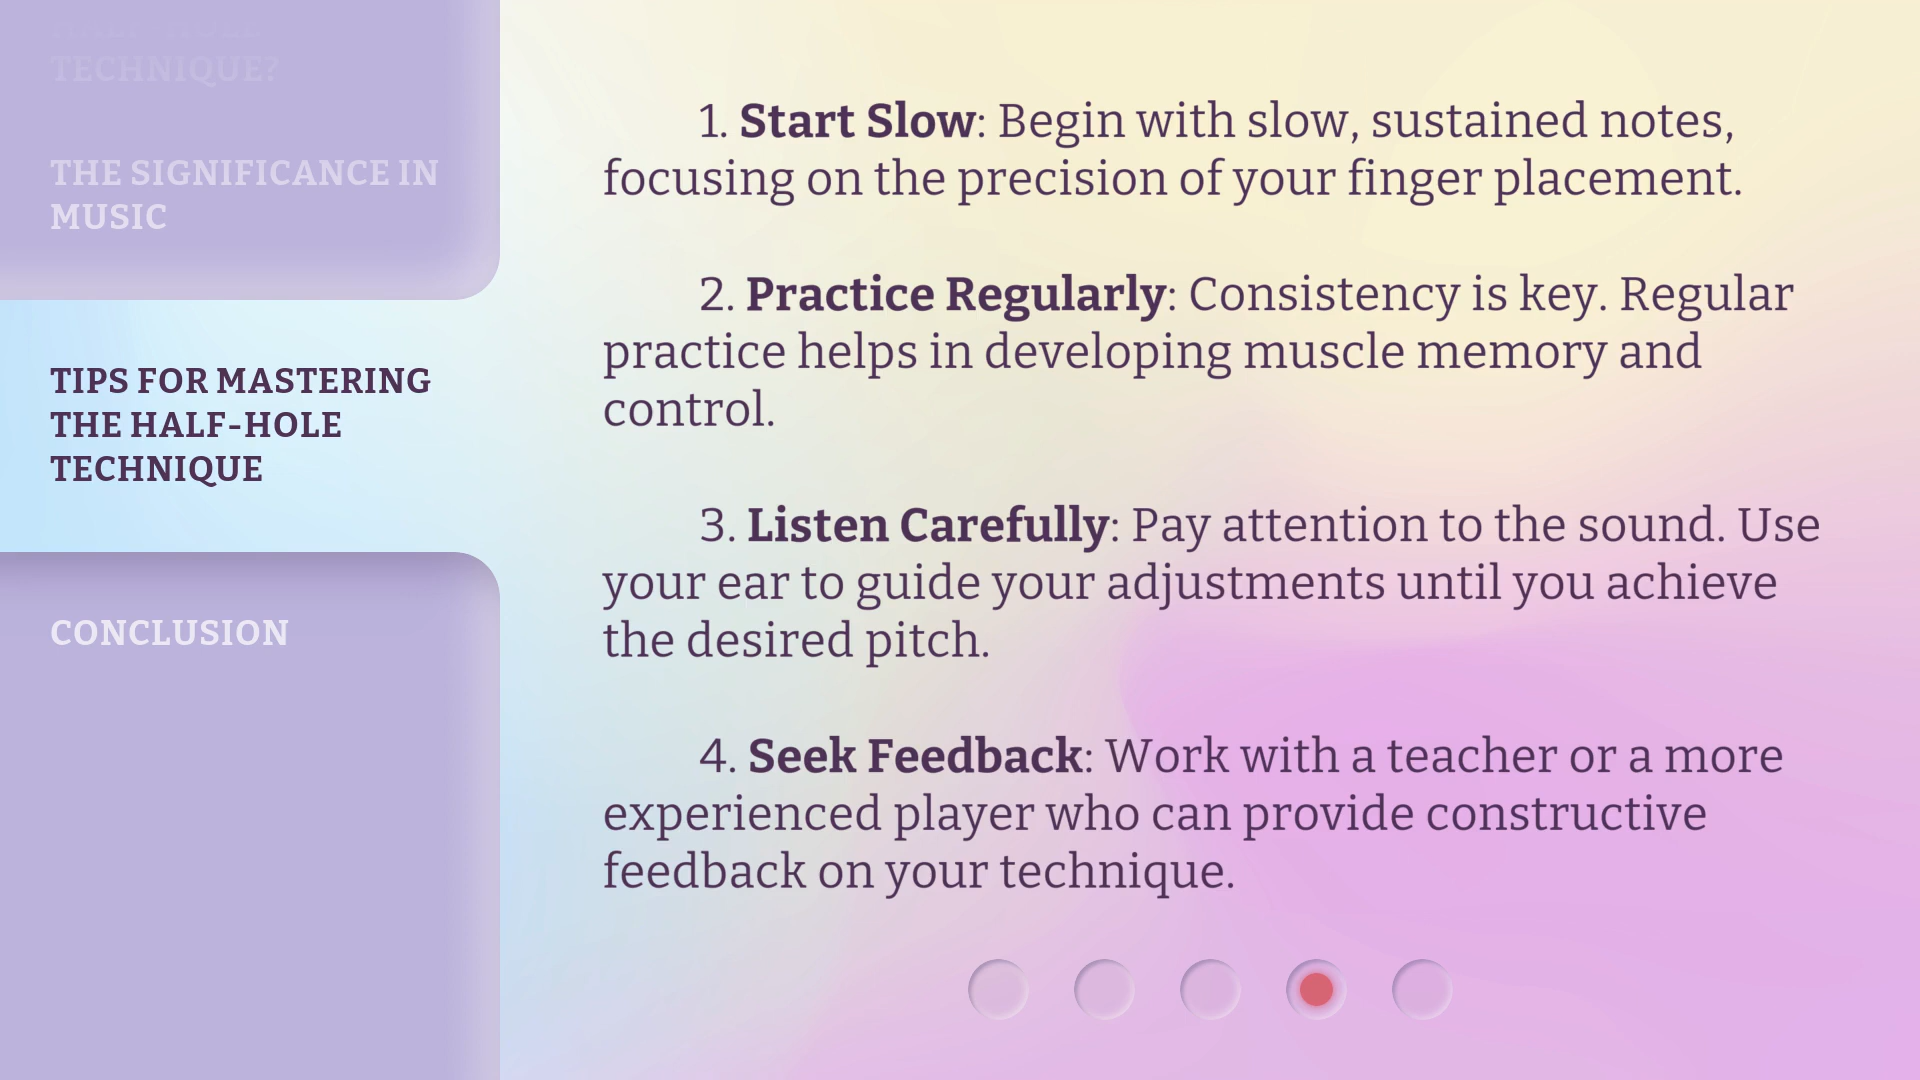 TECHNIQUE?
THE SIGNIFICANCE IN
MUSIC
TIPS FOR MASTERING
THE HALF-HOLE
TECHNIQUE
CONCLUSION
1. Start Slow: Begin with slow, sustained notes,
focusing on the precision of your finger placement.
2. Practice Regularly: Consistency is key. Regular
practice helps in developing muscle memory and
control.
3. Listen Carefully: Pay attention to the sound. Use
your ear to guide your adjustments until you achieve
the desired pitch.
4. Seek Feedback: Work with a teacher or a more
experienced player who can provide constructive
feedback on your technique.